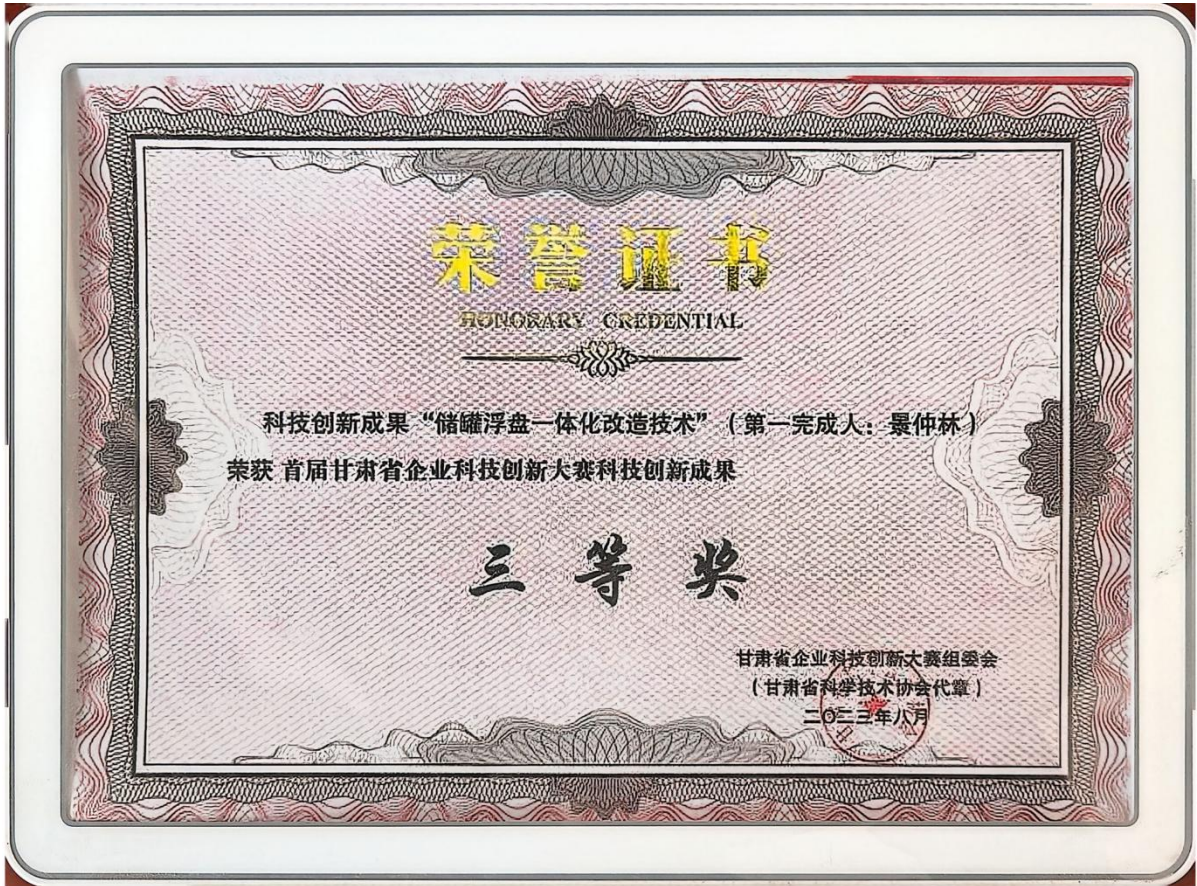 荣誉证书
HONORARY CREDENTIAL
科技创新成果“储罐浮盘一体化改造技术”（第一完成人：景仲林）
荣获 首届甘肃省企业科技创新大赛科技创新成果
三等奖
甘肃省企业科技创新大赛组委会
（甘肃省科学技术协会代章）
二〇二三年八月